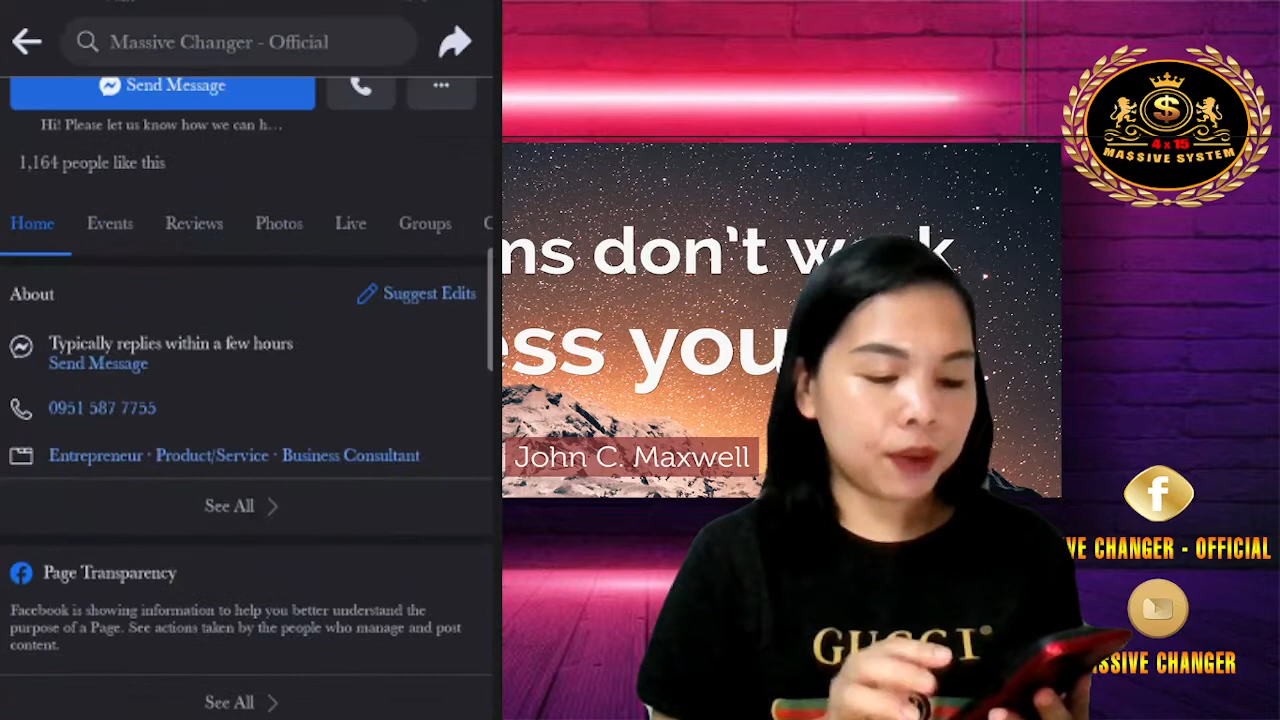 Massive Changer - Official
Send Message
Hi! Please let us know how we can h...
1,164 people like this
Home
Events
Reviews
Photos
Live
Groups
About
Suggest Edits
Typically replies within a few hours
Send Message
0951 587 7755
Entrepreneur · Product/Service · Business Consultant
See All
Page Transparency
Facebook is showing information to help you better understand the
purpose of a Page. See actions taken by the people who manage and post
content.
See All
ms don't w k
ess you
John C. Maxwell
$
4 x 15
MASSIVE SYSTEM
GUCCI
f
VE CHANGER - OFFICIAL
SSIVE CHANGER